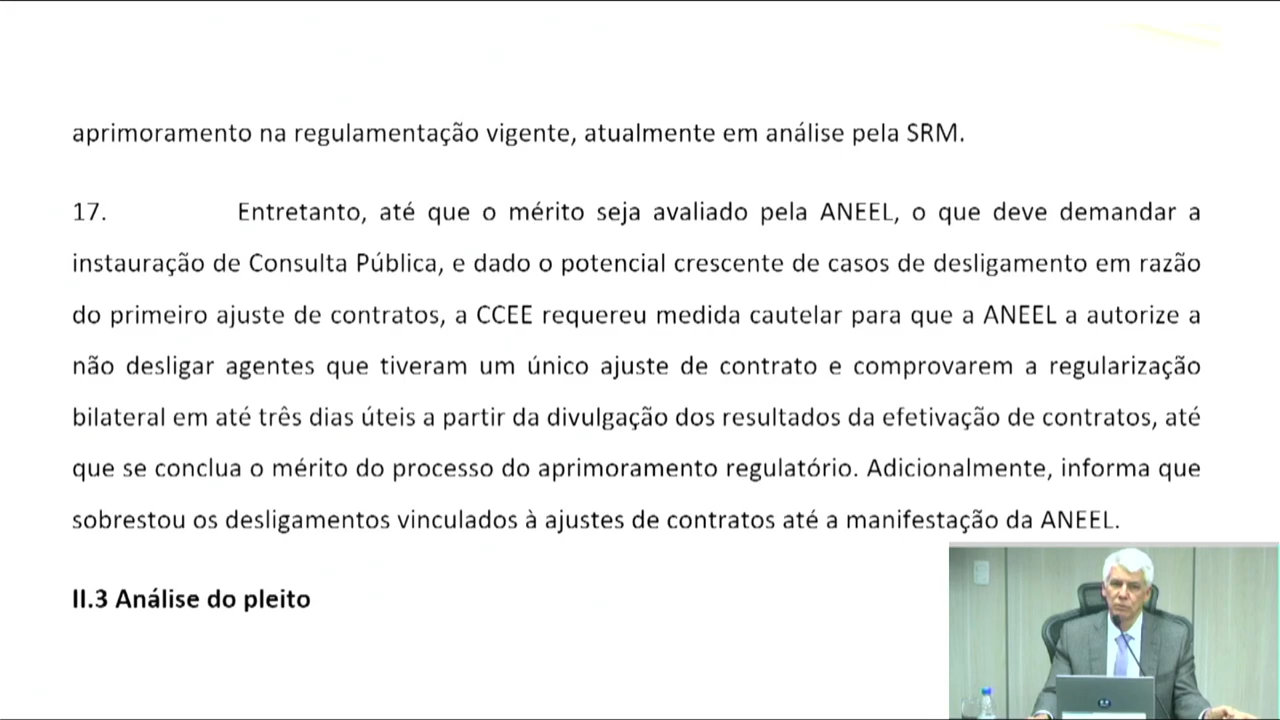 aprimoramento na regulamentação vigente, atualmente em análise pela SRM.
17. Entretanto, até que o mérito seja avaliado pela ANEEL, o que deve demandar a
instauração de Consulta Pública, e dado o potencial crescente de casos de desligamento em razão
do primeiro ajuste de contratos, a CCEE requereu medida cautelar para que a ANEEL a autorize a
não desligar agentes que tiveram um único ajuste de contrato e comprovarem a regularização
bilateral em até três dias úteis a partir da divulgação dos resultados da efetivação de contratos, até
que se conclua o mérito do processo do aprimoramento regulatório. Adicionalmente, informa que
sobrestou os desligamentos vinculados à ajustes de contratos até a manifestação da ANEEL.
II.3 Análise do pleito